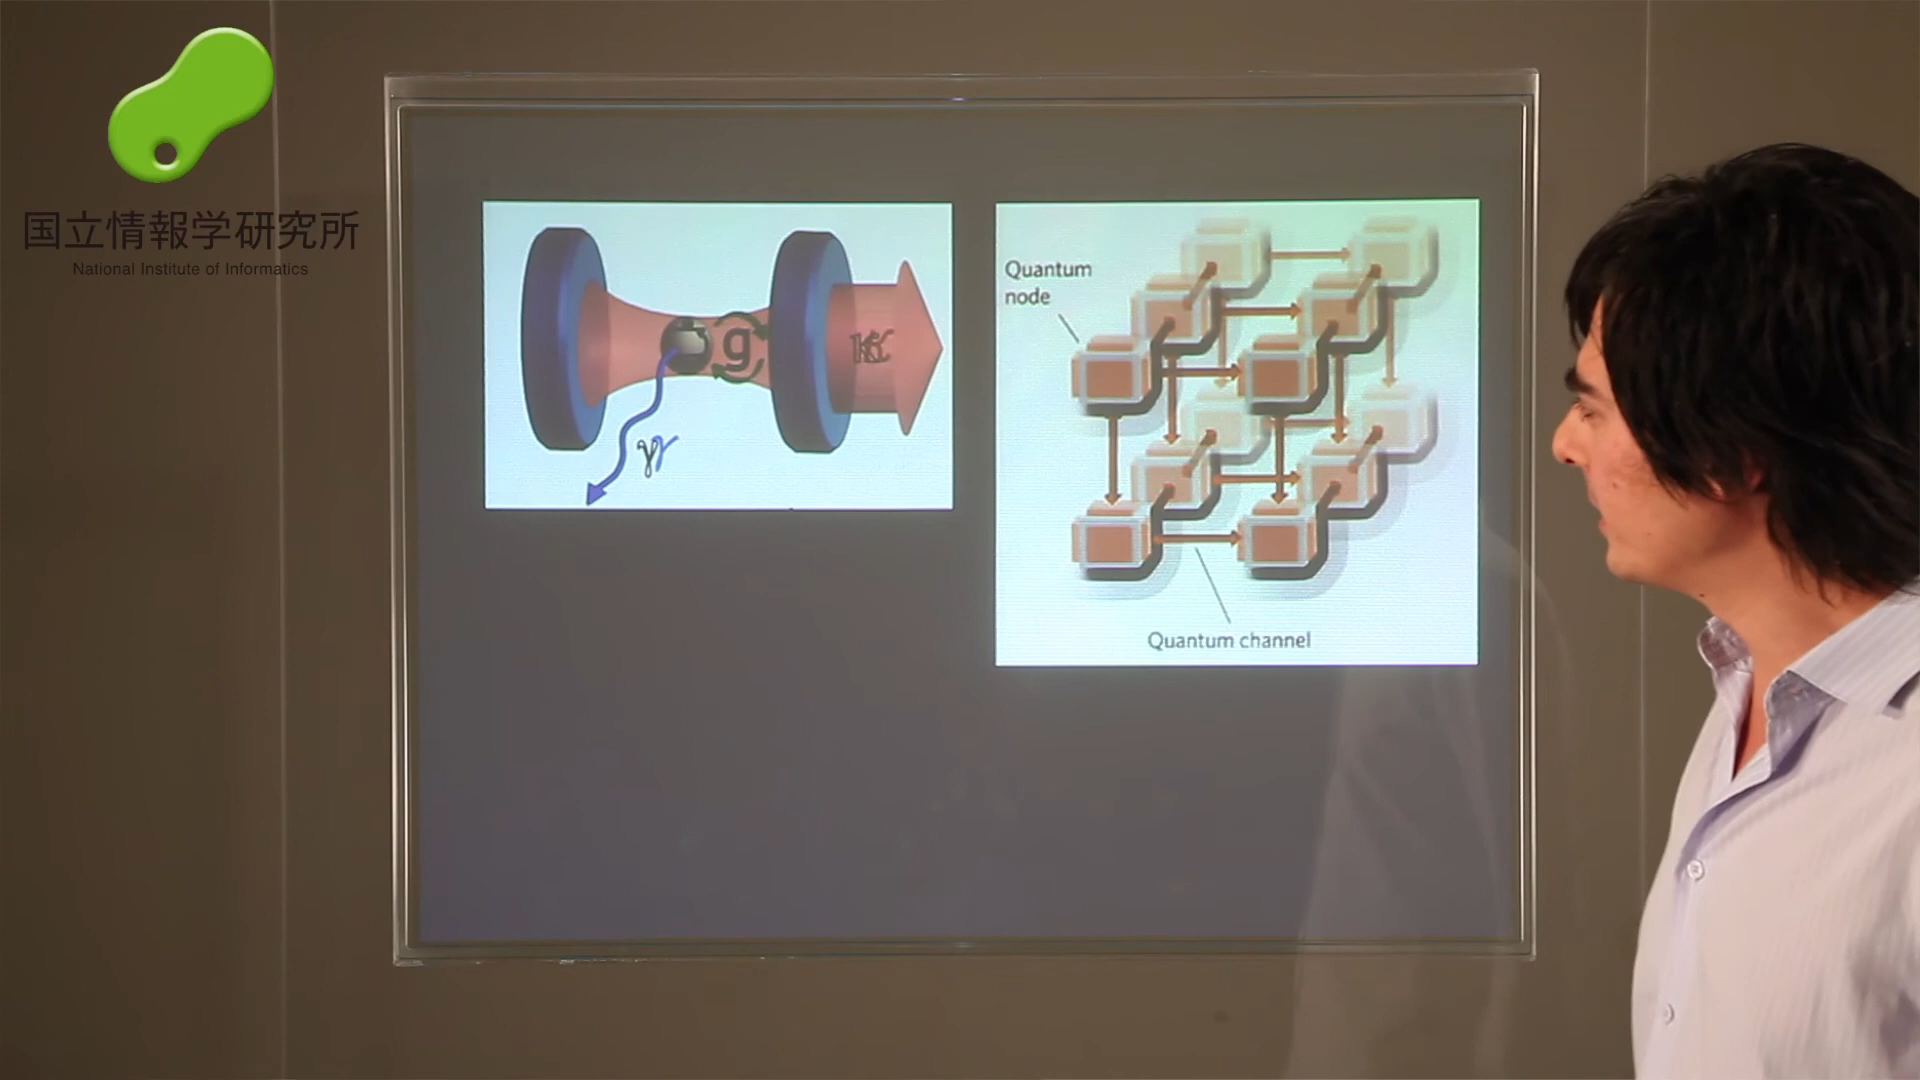 国立情報学研究所
National Institute of Informatics
g
κ
γ
Quantum
node
Quantum channel